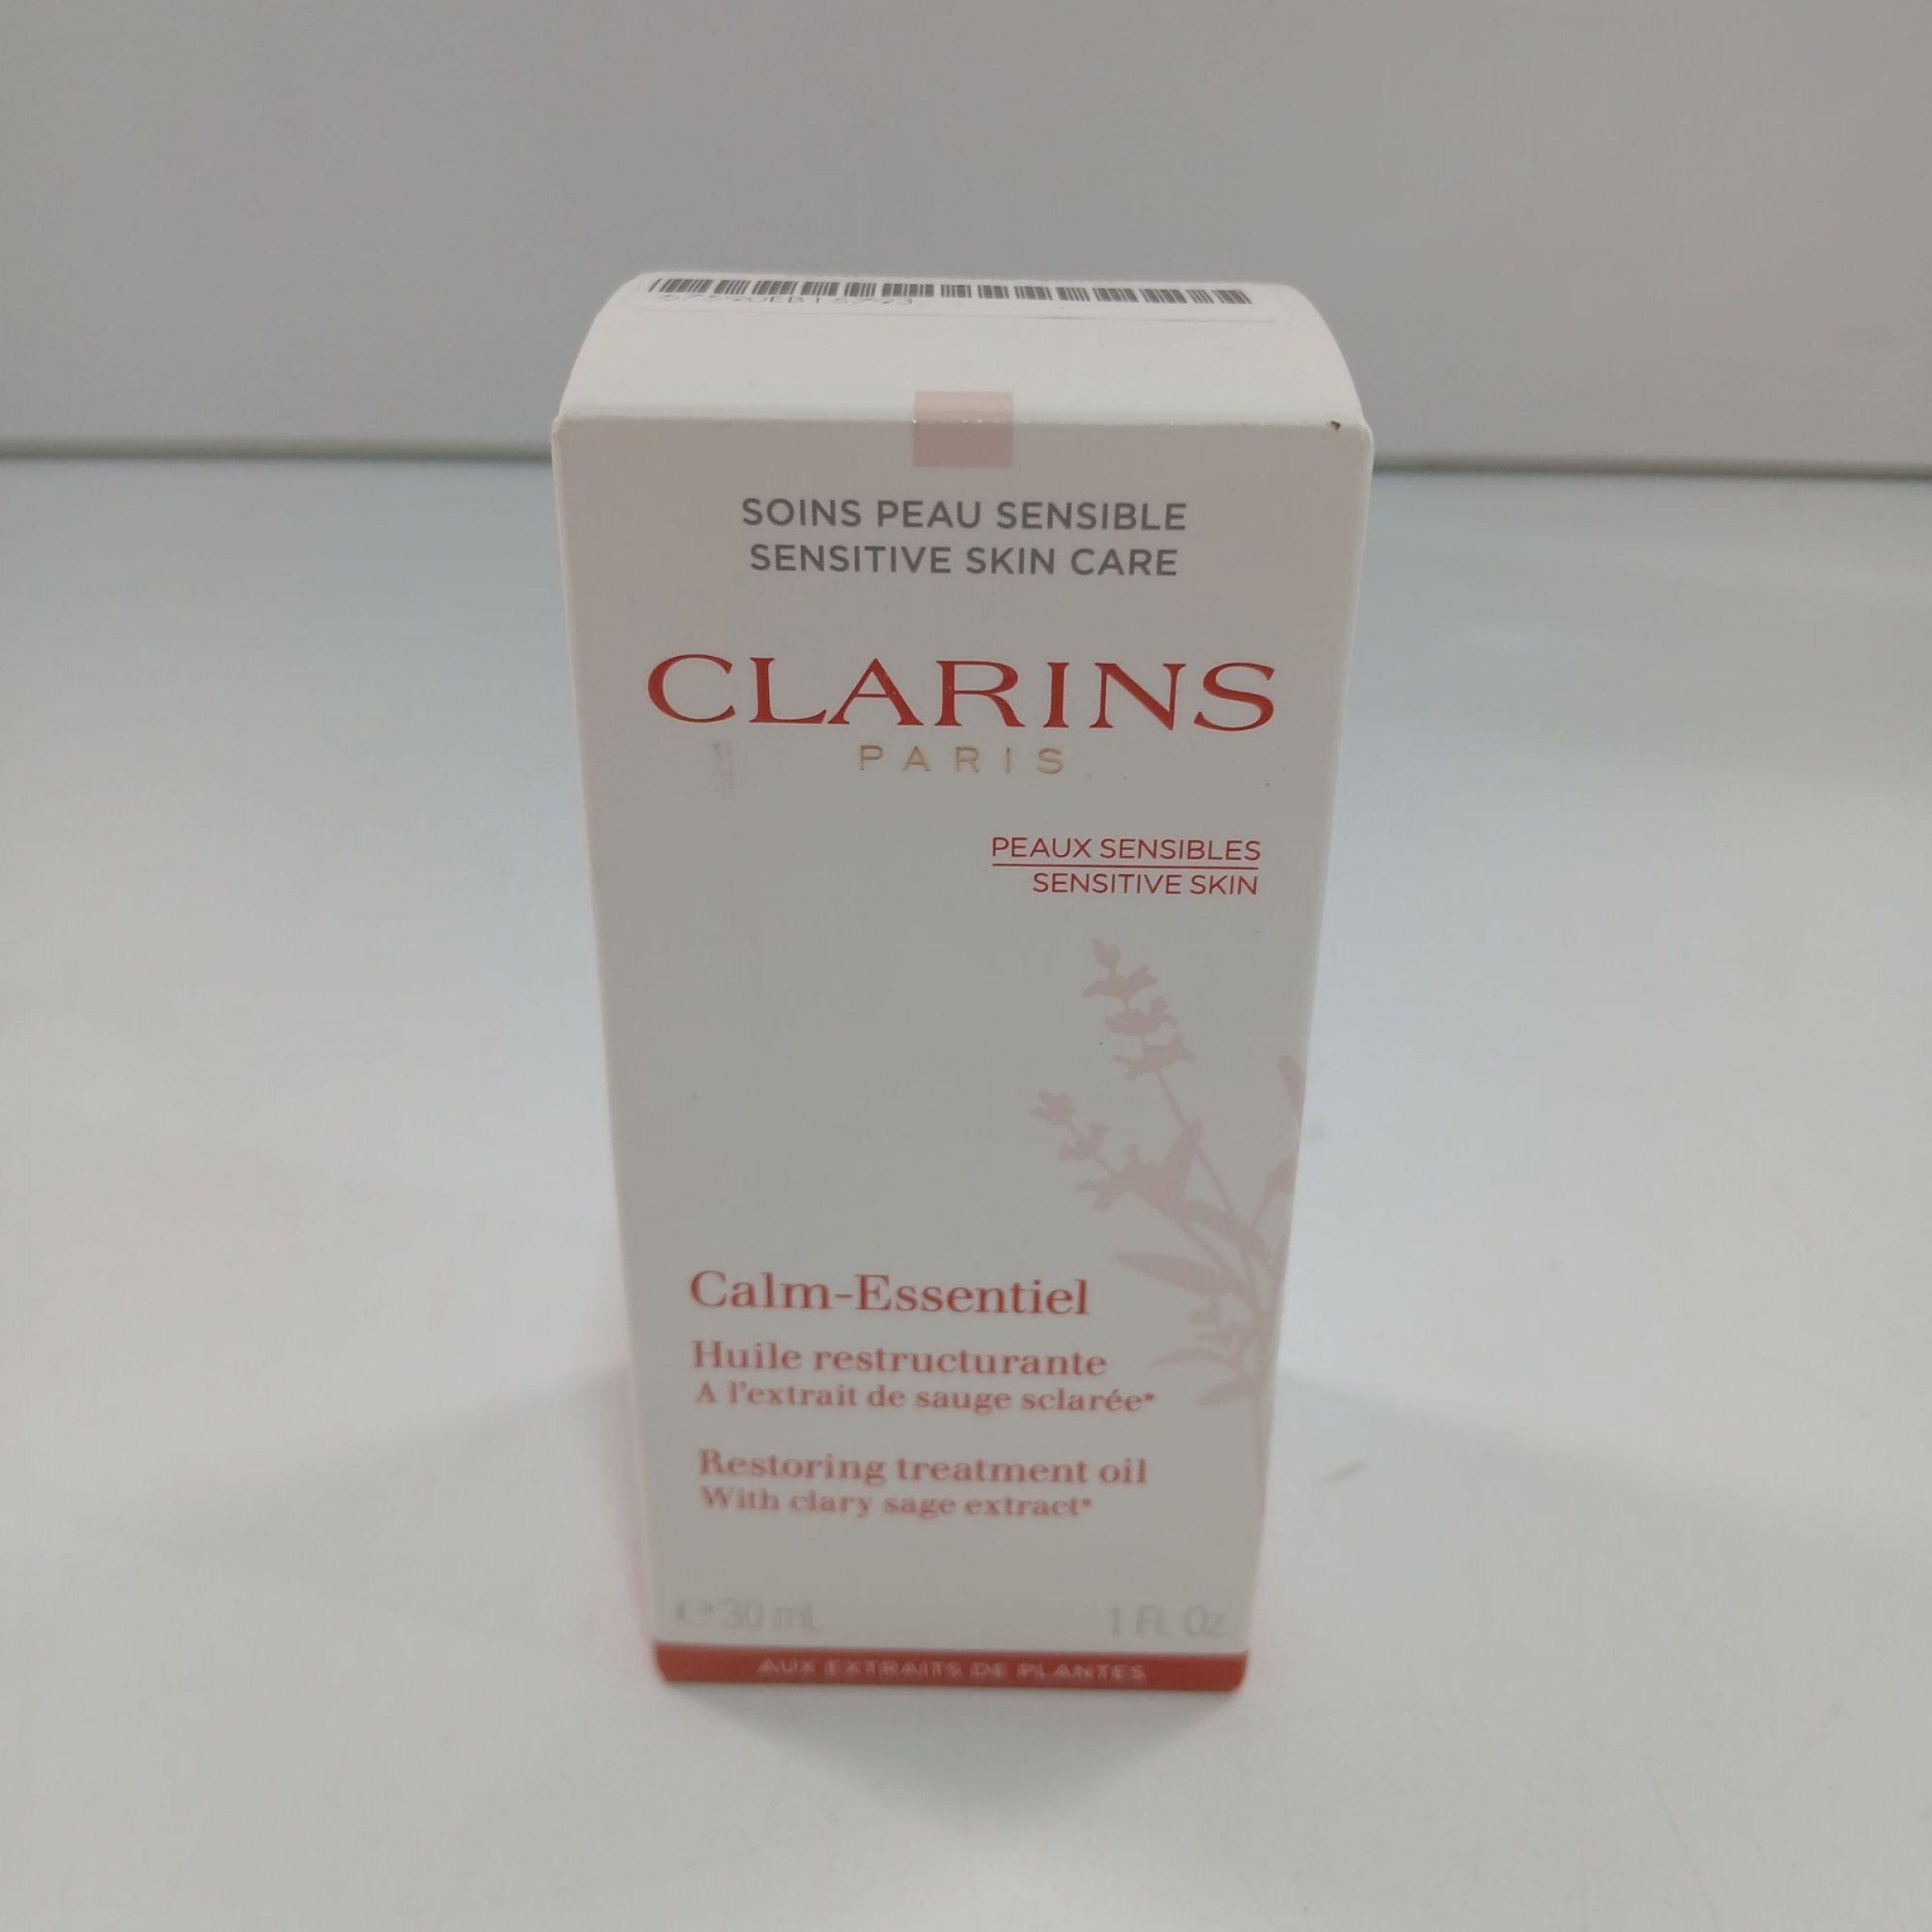 SOINS PEAU SENSIBLE
SENSITIVE SKIN CARE
CLARINS
PARIS
PEAUX SENSIBLES
SENSITIVE SKIN
Calm-Essentiel
Huile restructurante
A l'extrait de sauge sclarée*
Restoring treatment oil
With clary sage extract*
℮ 30 mL 1 Fl. Oz.
AUX EXTRAITS DE PLANTES